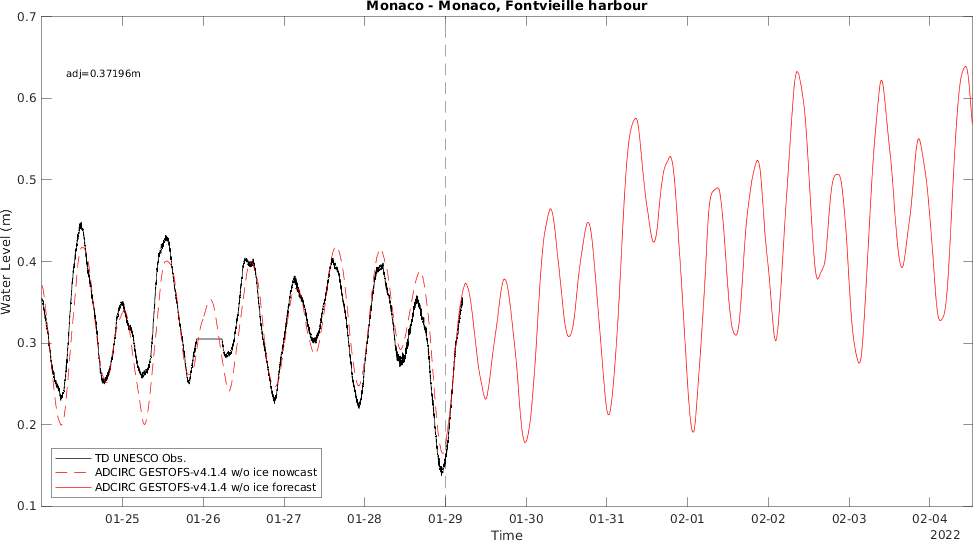 Monaco - Monaco, Fontvieille harbour
0.7
adj=0.37196m
0.6
0.5
0.4
0.3
0.2
0.1
Water Level (m)
TD UNESCO Obs.
ADCIRC GESTOFS-v4.1.4 w/o ice nowcast
ADCIRC GESTOFS-v4.1.4 w/o ice forecast
01-25 01-26 01-27 01-28 01-29 01-30 01-31 02-01 02-02 02-03 02-04
Time
2022